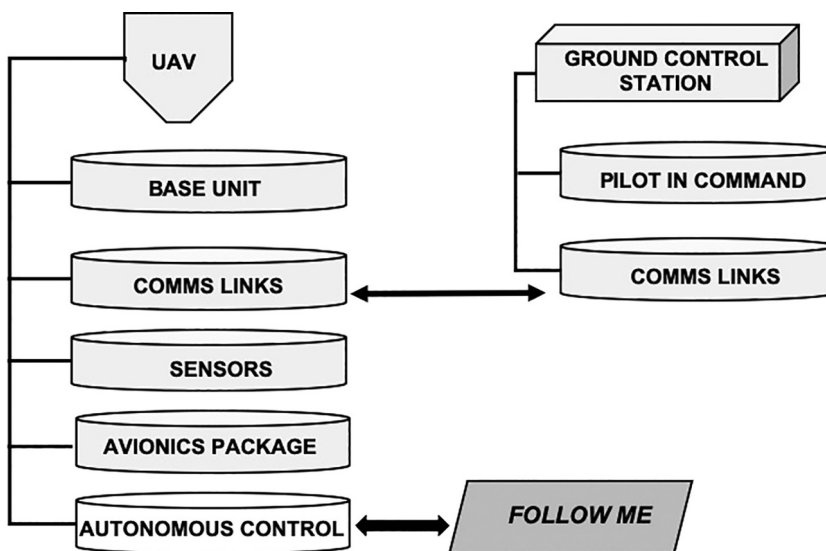 UAV
BASE UNIT
COMMS LINKS
SENSORS
AVIONICS PACKAGE
AUTONOMOUS CONTROL
GROUND CONTROL
STATION
PILOT IN COMMAND
COMMS LINKS
FOLLOW ME